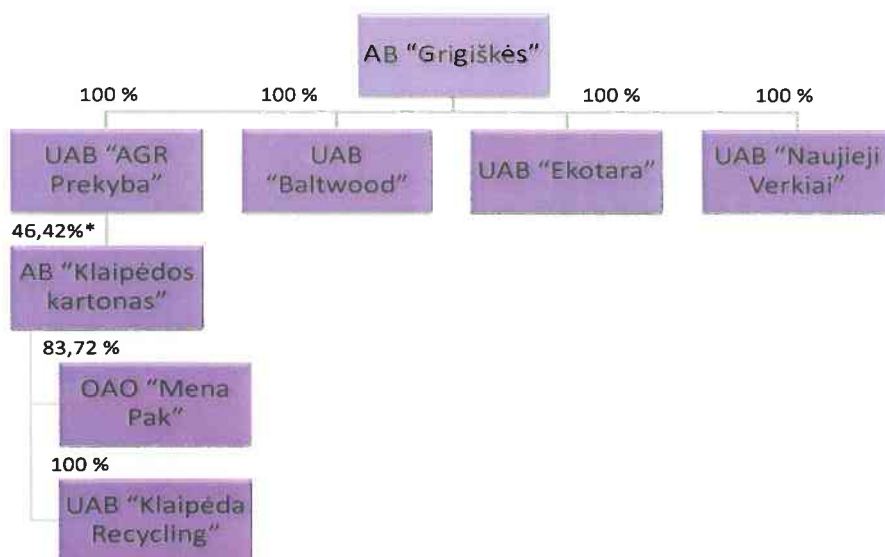 AB “Grigiškės”
100 %
100 %
100 %
100 %
UAB “AGR
Prekyba”
UAB
“Baltwood”
UAB “Ekotara”
UAB “Naujieji
Verkiai”
46,42%*
AB “Klaipėdos
kartonas”
83,72 %
OAO “Mena
Pak”
100 %
UAB “Klaipėda
Recycling”